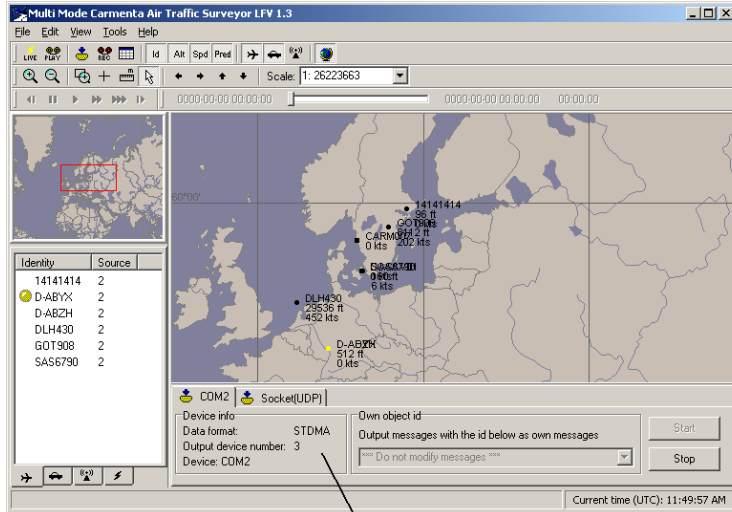 Multi Mode Carmenta Air Traffic Surveyor LFV 1.3
File Edit View Tools Help
LIVE PLAY REC Id Alt Spd Pred
Scale: 1: 26223663
0000-00-00 00:00:00 0000-00-00 00:00:00 00:00:00
60°00'
14141414
96 ft
GOT908
202 kts
CARM
0 kts
6 kts
DLH430
29536 ft
452 kts
512 ft
0 kts
Identity Source
14141414 2
D-ABYX 2
D-ABZH 2
DLH430 2
GOT908 2
SAS6790 2
COM2 Socket(UDP)
Device info
Data format: STDMA
Output device number: 3
Device: COM2
Own object id
Output messages with the id below as own messages
*** Do not modify messages ***
Start
Stop
Current time (UTC): 11:49:57 AM